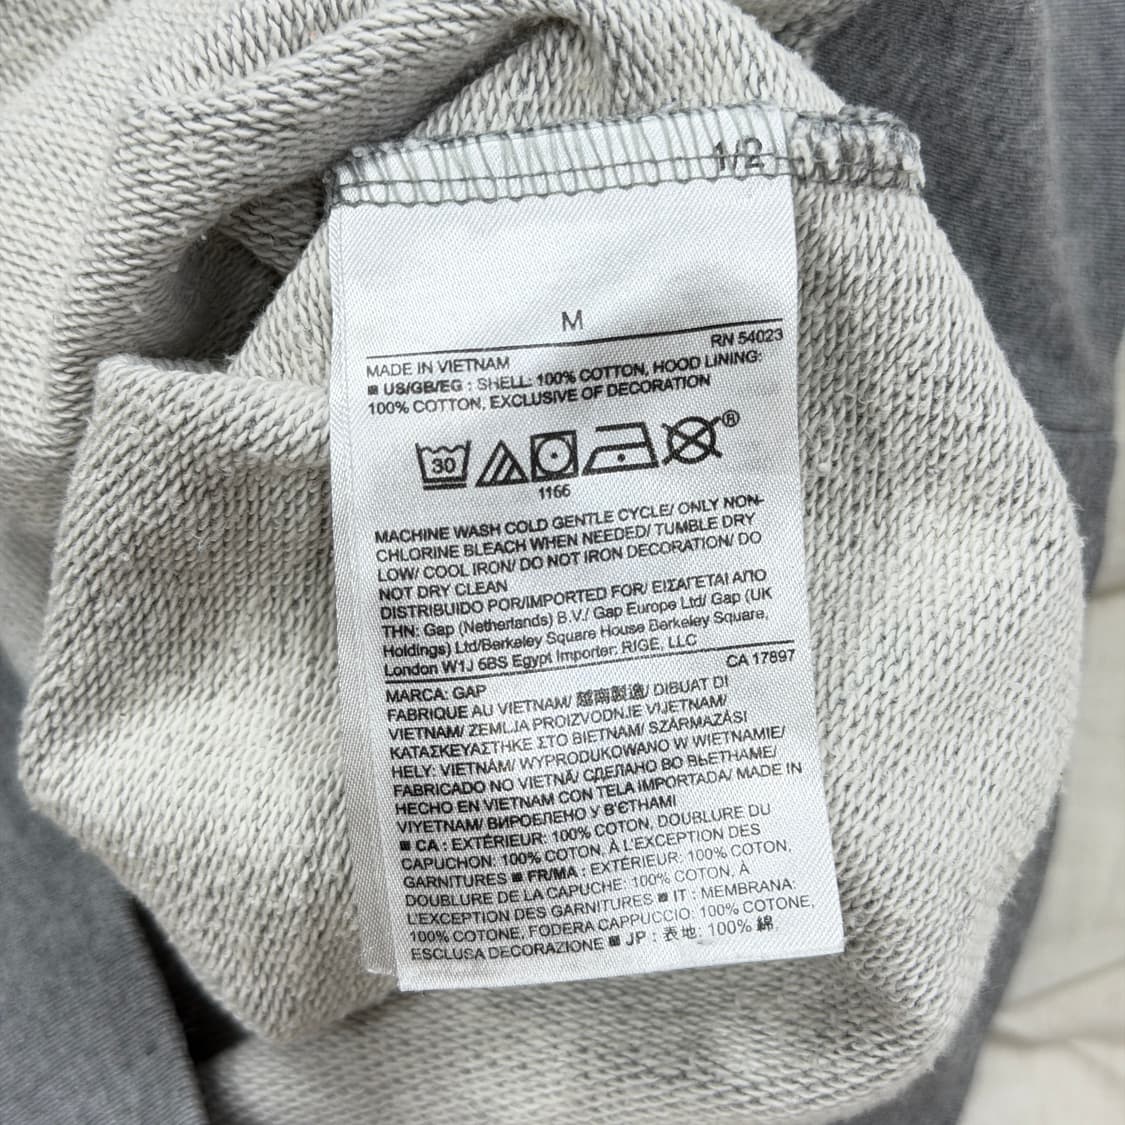 1/2
M
RN 54023
MADE IN VIETNAM
■ US/GB/EG : SHELL: 100% COTTON, HOOD LINING:
100% COTTON, EXCLUSIVE OF DECORATION
30
®
1166
MACHINE WASH COLD GENTLE CYCLE/ ONLY NON-
CHLORINE BLEACH WHEN NEEDED/ TUMBLE DRY
LOW/ COOL IRON/ DO NOT IRON DECORATION/ DO
NOT DRY CLEAN
DISTRIBUIDO POR/IMPORTED FOR/ ΕΙΣΑΓΕΤΑΙ ΑΠΟ
ΤΗΝ: Gap (Netherlands) B.V./ Gap Europe Ltd/ Gap (UK
Holdings) Ltd/Berkeley Square House Berkeley Square,
London W1J 6BS Egypt Importer: RIGE, LLC
CA 17897
MARCA: GAP
FABRIQUE AU VIETNAM/ 越南製造/ DIBUAT DI
VIETNAM/ ZEMLJA PROIZVODNJE VIJETNAM/
ΚΑΤΑΣΚΕΥΑΣΤΗΚΕ ΣΤΟ ΒΙΕΤΝΑΜ/ SZÁRMAZÁSI
HELY: VIETNÁM/ WYPRODUKOWANO W WIETNAMIE/
FABRICADO NO VIETNÃ/ СДЕЛАНО ВО ВЬЕТНАМЕ/
HECHO EN VIETNAM CON TELA IMPORTADA/ MADE IN
VIYETNAM/ ВИРОБЛЕНО У В'ЄТНАМІ
■ CA : EXTÉRIEUR: 100% COTON, DOUBLURE DU
CAPUCHON: 100% COTON, À L'EXCEPTION DES
GARNITURES ■ FR/MA : EXTÉRIEUR: 100% COTON,
DOUBLURE DE LA CAPUCHE: 100% COTON, À
L'EXCEPTION DES GARNITURES ■ IT : MEMBRANA:
100% COTONE, FODERA CAPPUCCIO: 100% COTONE,
ESCLUSA DECORAZIONE ■ JP : 表地: 100% 綿,